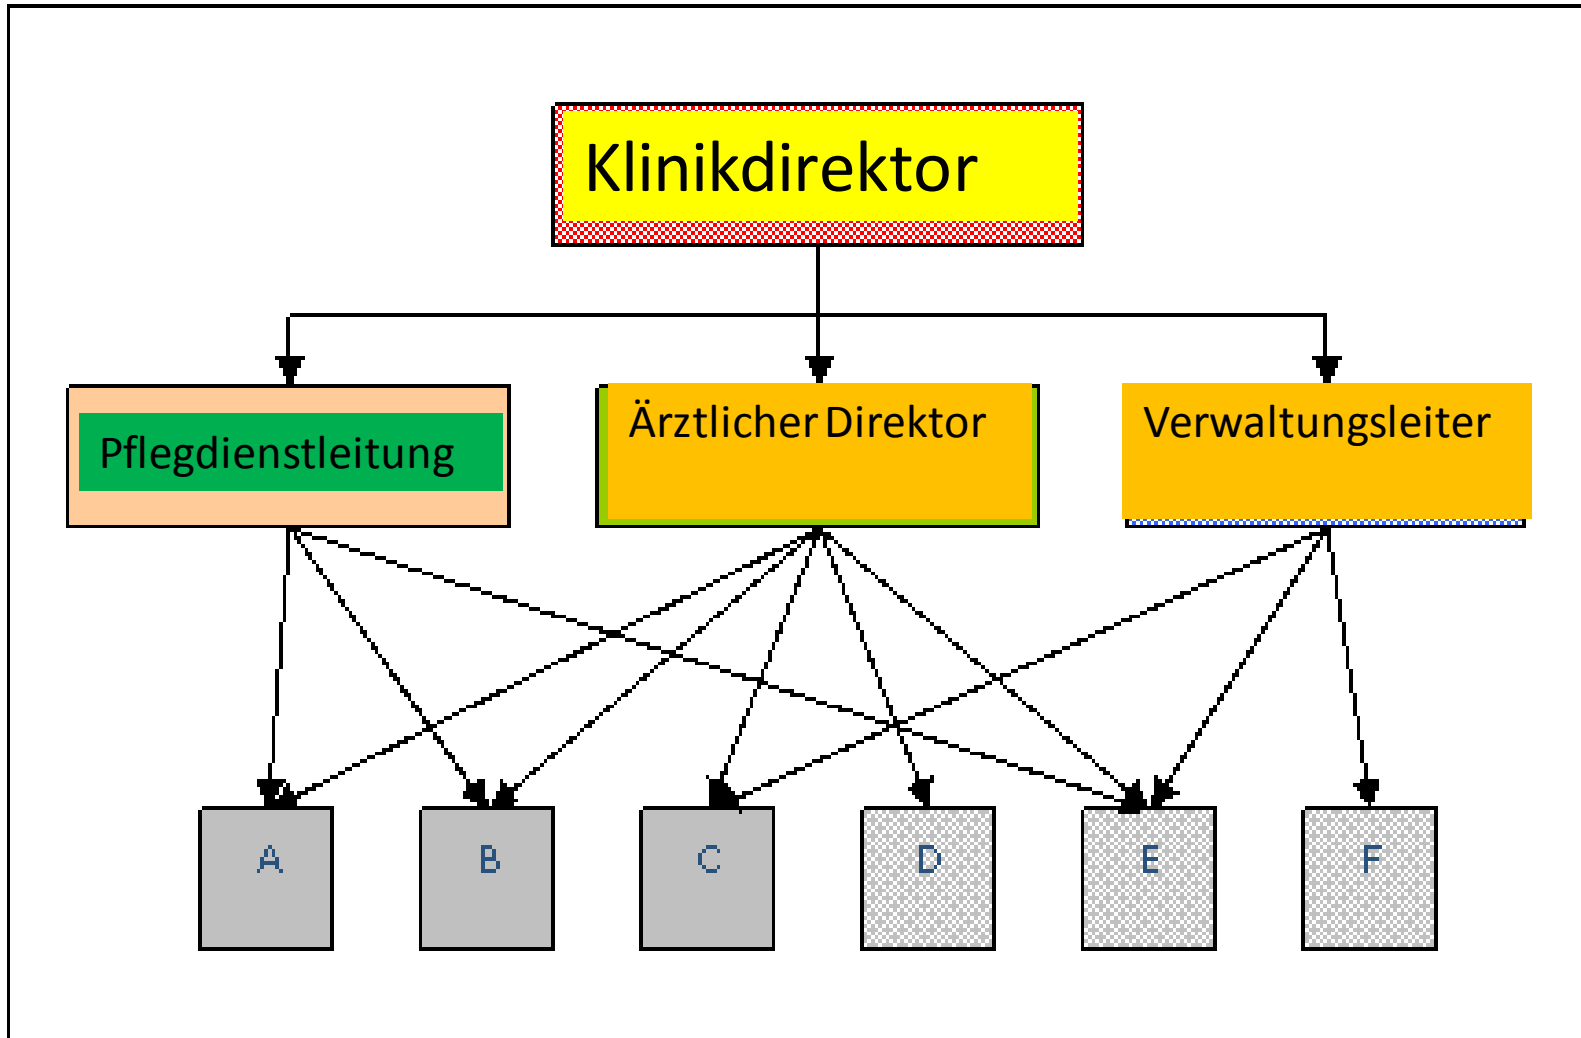 Klinikdirektor
Pflegdienstleitung
Ärztlicher Direktor
Verwaltungsleiter
A
B
C
D
E
F